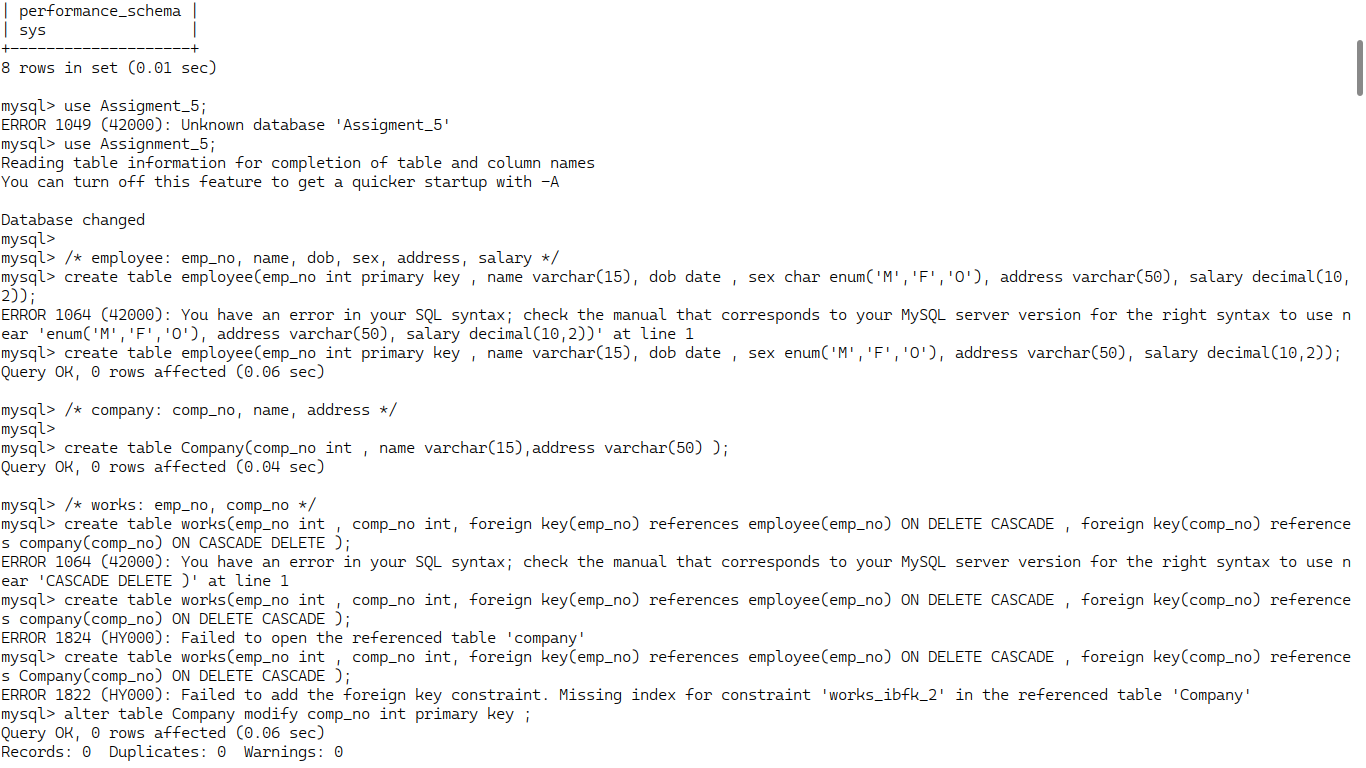 | performance_schema |
| sys                |
+--------------------+
8 rows in set (0.01 sec)

mysql> use Assigment_5;
ERROR 1049 (42000): Unknown database 'Assigment_5'
mysql> use Assignment_5;
Reading table information for completion of table and column names
You can turn off this feature to get a quicker startup with -A

Database changed
mysql>
mysql> /* employee: emp_no, name, dob, sex, address, salary */
mysql> create table employee(emp_no int primary key , name varchar(15), dob date , sex char enum('M','F','O'), address varchar(50), salary decimal(10,
2));
ERROR 1064 (42000): You have an error in your SQL syntax; check the manual that corresponds to your MySQL server version for the right syntax to use n
ear 'enum('M','F','O'), address varchar(50), salary decimal(10,2))' at line 1
mysql> create table employee(emp_no int primary key , name varchar(15), dob date , sex enum('M','F','O'), address varchar(50), salary decimal(10,2));
Query OK, 0 rows affected (0.06 sec)

mysql> /* company: comp_no, name, address */
mysql>
mysql> create table Company(comp_no int , name varchar(15),address varchar(50) );
Query OK, 0 rows affected (0.04 sec)

mysql> /* works: emp_no, comp_no */
mysql> create table works(emp_no int , comp_no int, foreign key(emp_no) references employee(emp_no) ON DELETE CASCADE , foreign key(comp_no) reference
s company(comp_no) ON CASCADE DELETE );
ERROR 1064 (42000): You have an error in your SQL syntax; check the manual that corresponds to your MySQL server version for the right syntax to use n
ear 'CASCADE DELETE )' at line 1
mysql> create table works(emp_no int , comp_no int, foreign key(emp_no) references employee(emp_no) ON DELETE CASCADE , foreign key(comp_no) reference
s company(comp_no) ON DELETE CASCADE );
ERROR 1824 (HY000): Failed to open the referenced table 'company'
mysql> create table works(emp_no int , comp_no int, foreign key(emp_no) references employee(emp_no) ON DELETE CASCADE , foreign key(comp_no) reference
s Company(comp_no) ON DELETE CASCADE );
ERROR 1822 (HY000): Failed to add the foreign key constraint. Missing index for constraint 'works_ibfk_2' in the referenced table 'Company'
mysql> alter table Company modify comp_no int primary key ;
Query OK, 0 rows affected (0.06 sec)
Records: 0  Duplicates: 0  Warnings: 0